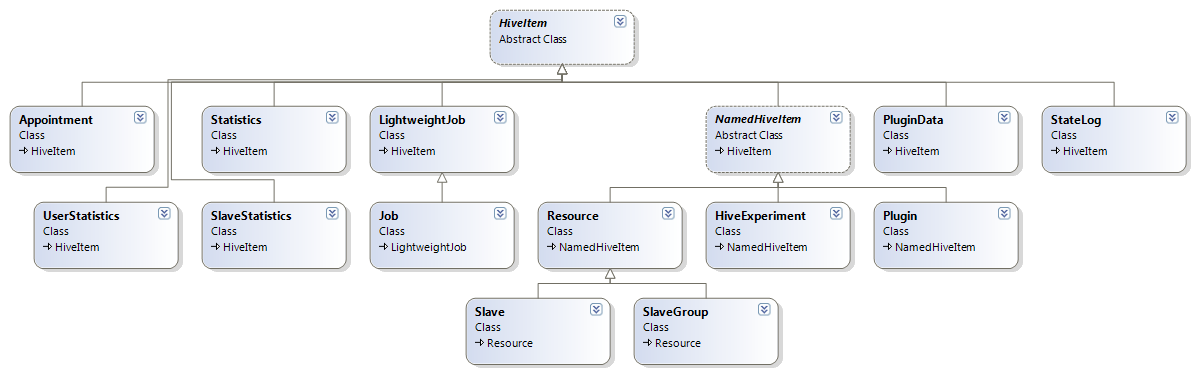 HiveItem
Abstract Class
Appointment
Class
HiveItem
Statistics
Class
HiveItem
LightweightJob
Class
HiveItem
NamedHiveItem
Abstract Class
HiveItem
PluginData
Class
HiveItem
StateLog
Class
HiveItem
UserStatistics
Class
HiveItem
SlaveStatistics
Class
HiveItem
Job
Class
LightweightJob
Resource
Class
NamedHiveItem
HiveExperiment
Class
NamedHiveItem
Plugin
Class
NamedHiveItem
Slave
Class
Resource
SlaveGroup
Class
Resource